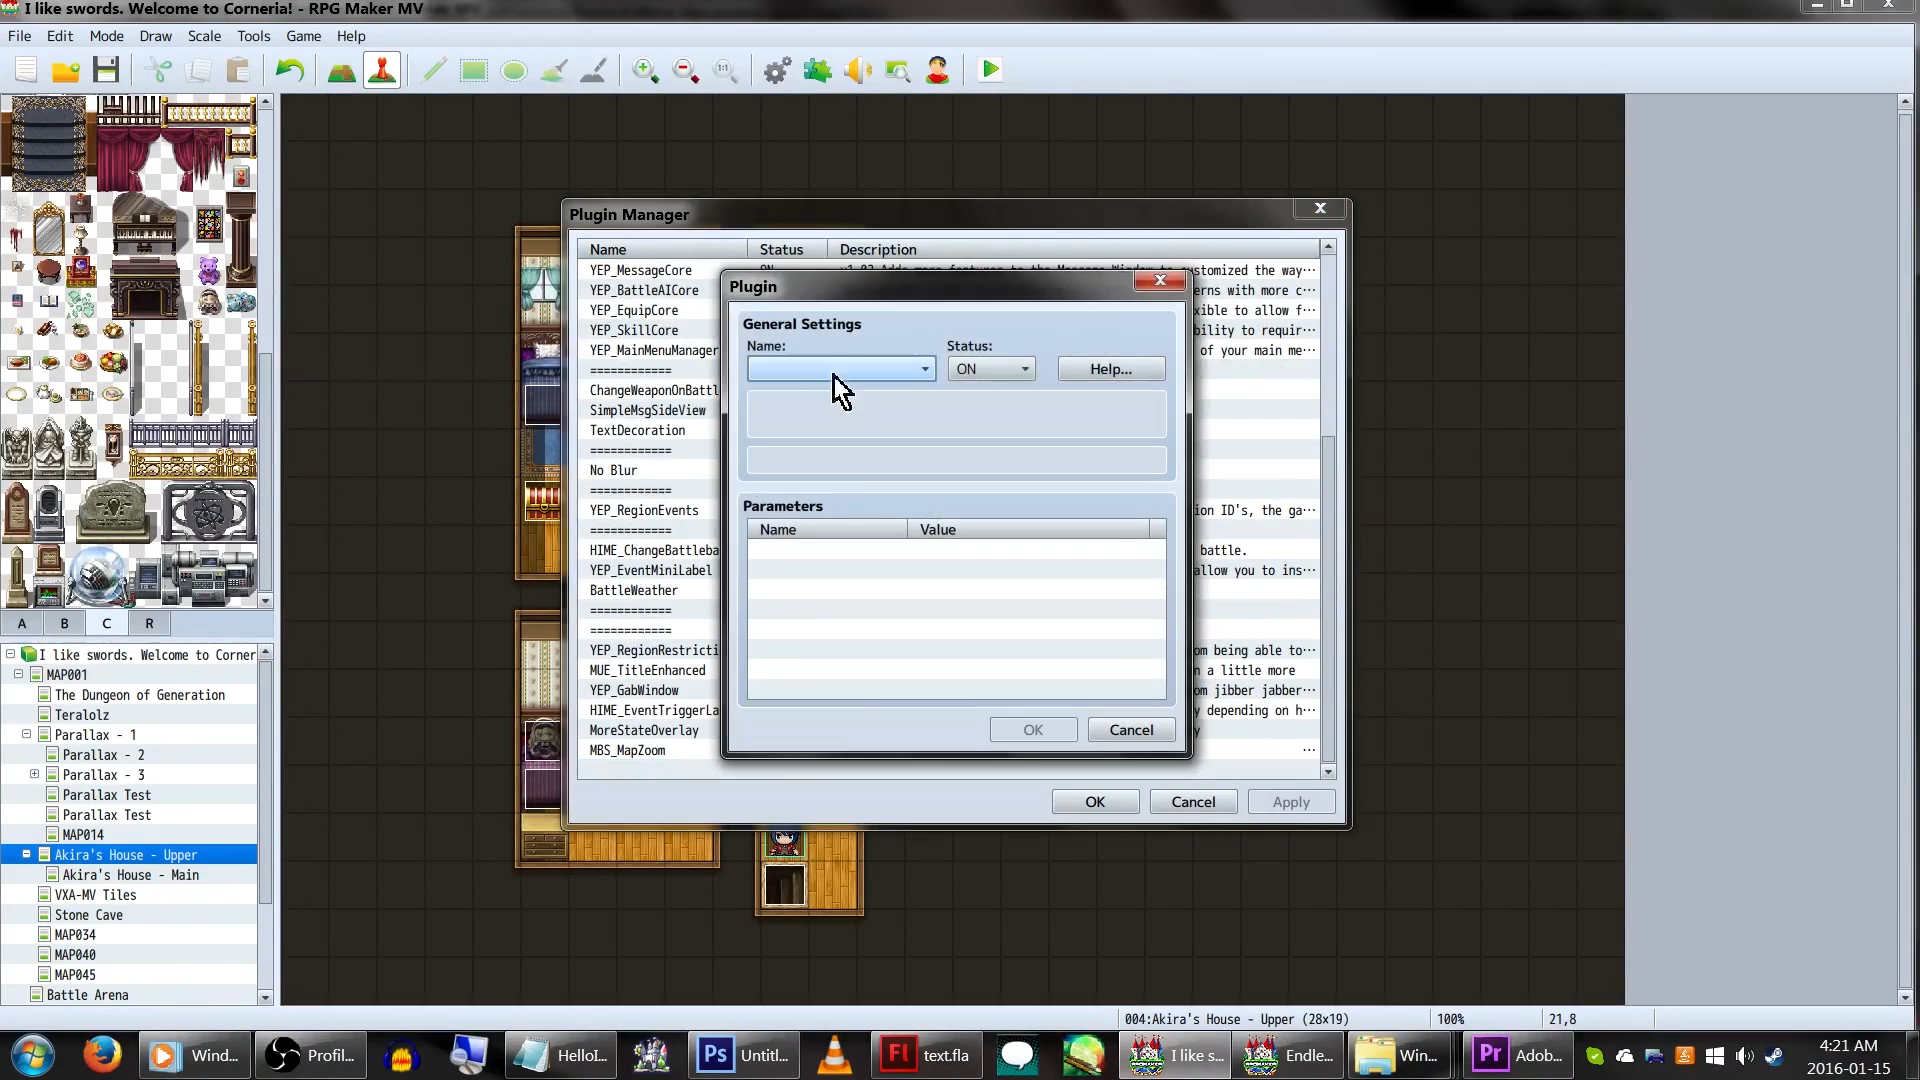 I like swords. Welcome to Corneria! - RPG Maker MV
File Edit Mode Draw Scale Tools Game Help
1:1
Plugin Manager
Name Status Description
YEP_MessageCore
YEP_BattleAICore erns with more c···
YEP_EquipCore xible to allow f···
YEP_SkillCore bility to requir···
YEP_MainMenuManager of your main me···
============
ChangeWeaponOnBattl
SimpleMsgSideView
TextDecoration
============
No Blur
============
YEP_RegionEvents ion ID's, the ga···
============
HIME_ChangeBattleba battle.
YEP_EventMiniLabel allow you to ins···
BattleWeather
============
============
YEP_RegionRestricti om being able to···
MUE_TitleEnhanced n a little more
YEP_GabWindow om jibber jabber···
HIME_EventTriggerLa y depending on h···
MoreStateOverlay y
MBS_MapZoom ···
OK Cancel Apply
Plugin
General Settings
Name: Status:
ON Help...
Parameters
Name Value
OK Cancel
A B C R
I like swords. Welcome to Corner
MAP001
The Dungeon of Generation
Teralolz
Parallax - 1
Parallax - 2
Parallax - 3
Parallax Test
Parallax Test
MAP014
Akira's House - Upper
Akira's House - Main
VXA-MV Tiles
Stone Cave
MAP034
MAP040
MAP045
Battle Arena
004:Akira's House - Upper (28x19) 100% 21,8
Wind... Profil... HelloI... Ps Untitl... Fl text.fla I like s... Endle... Win... Pr Adob...
4:21 AM
2016-01-15